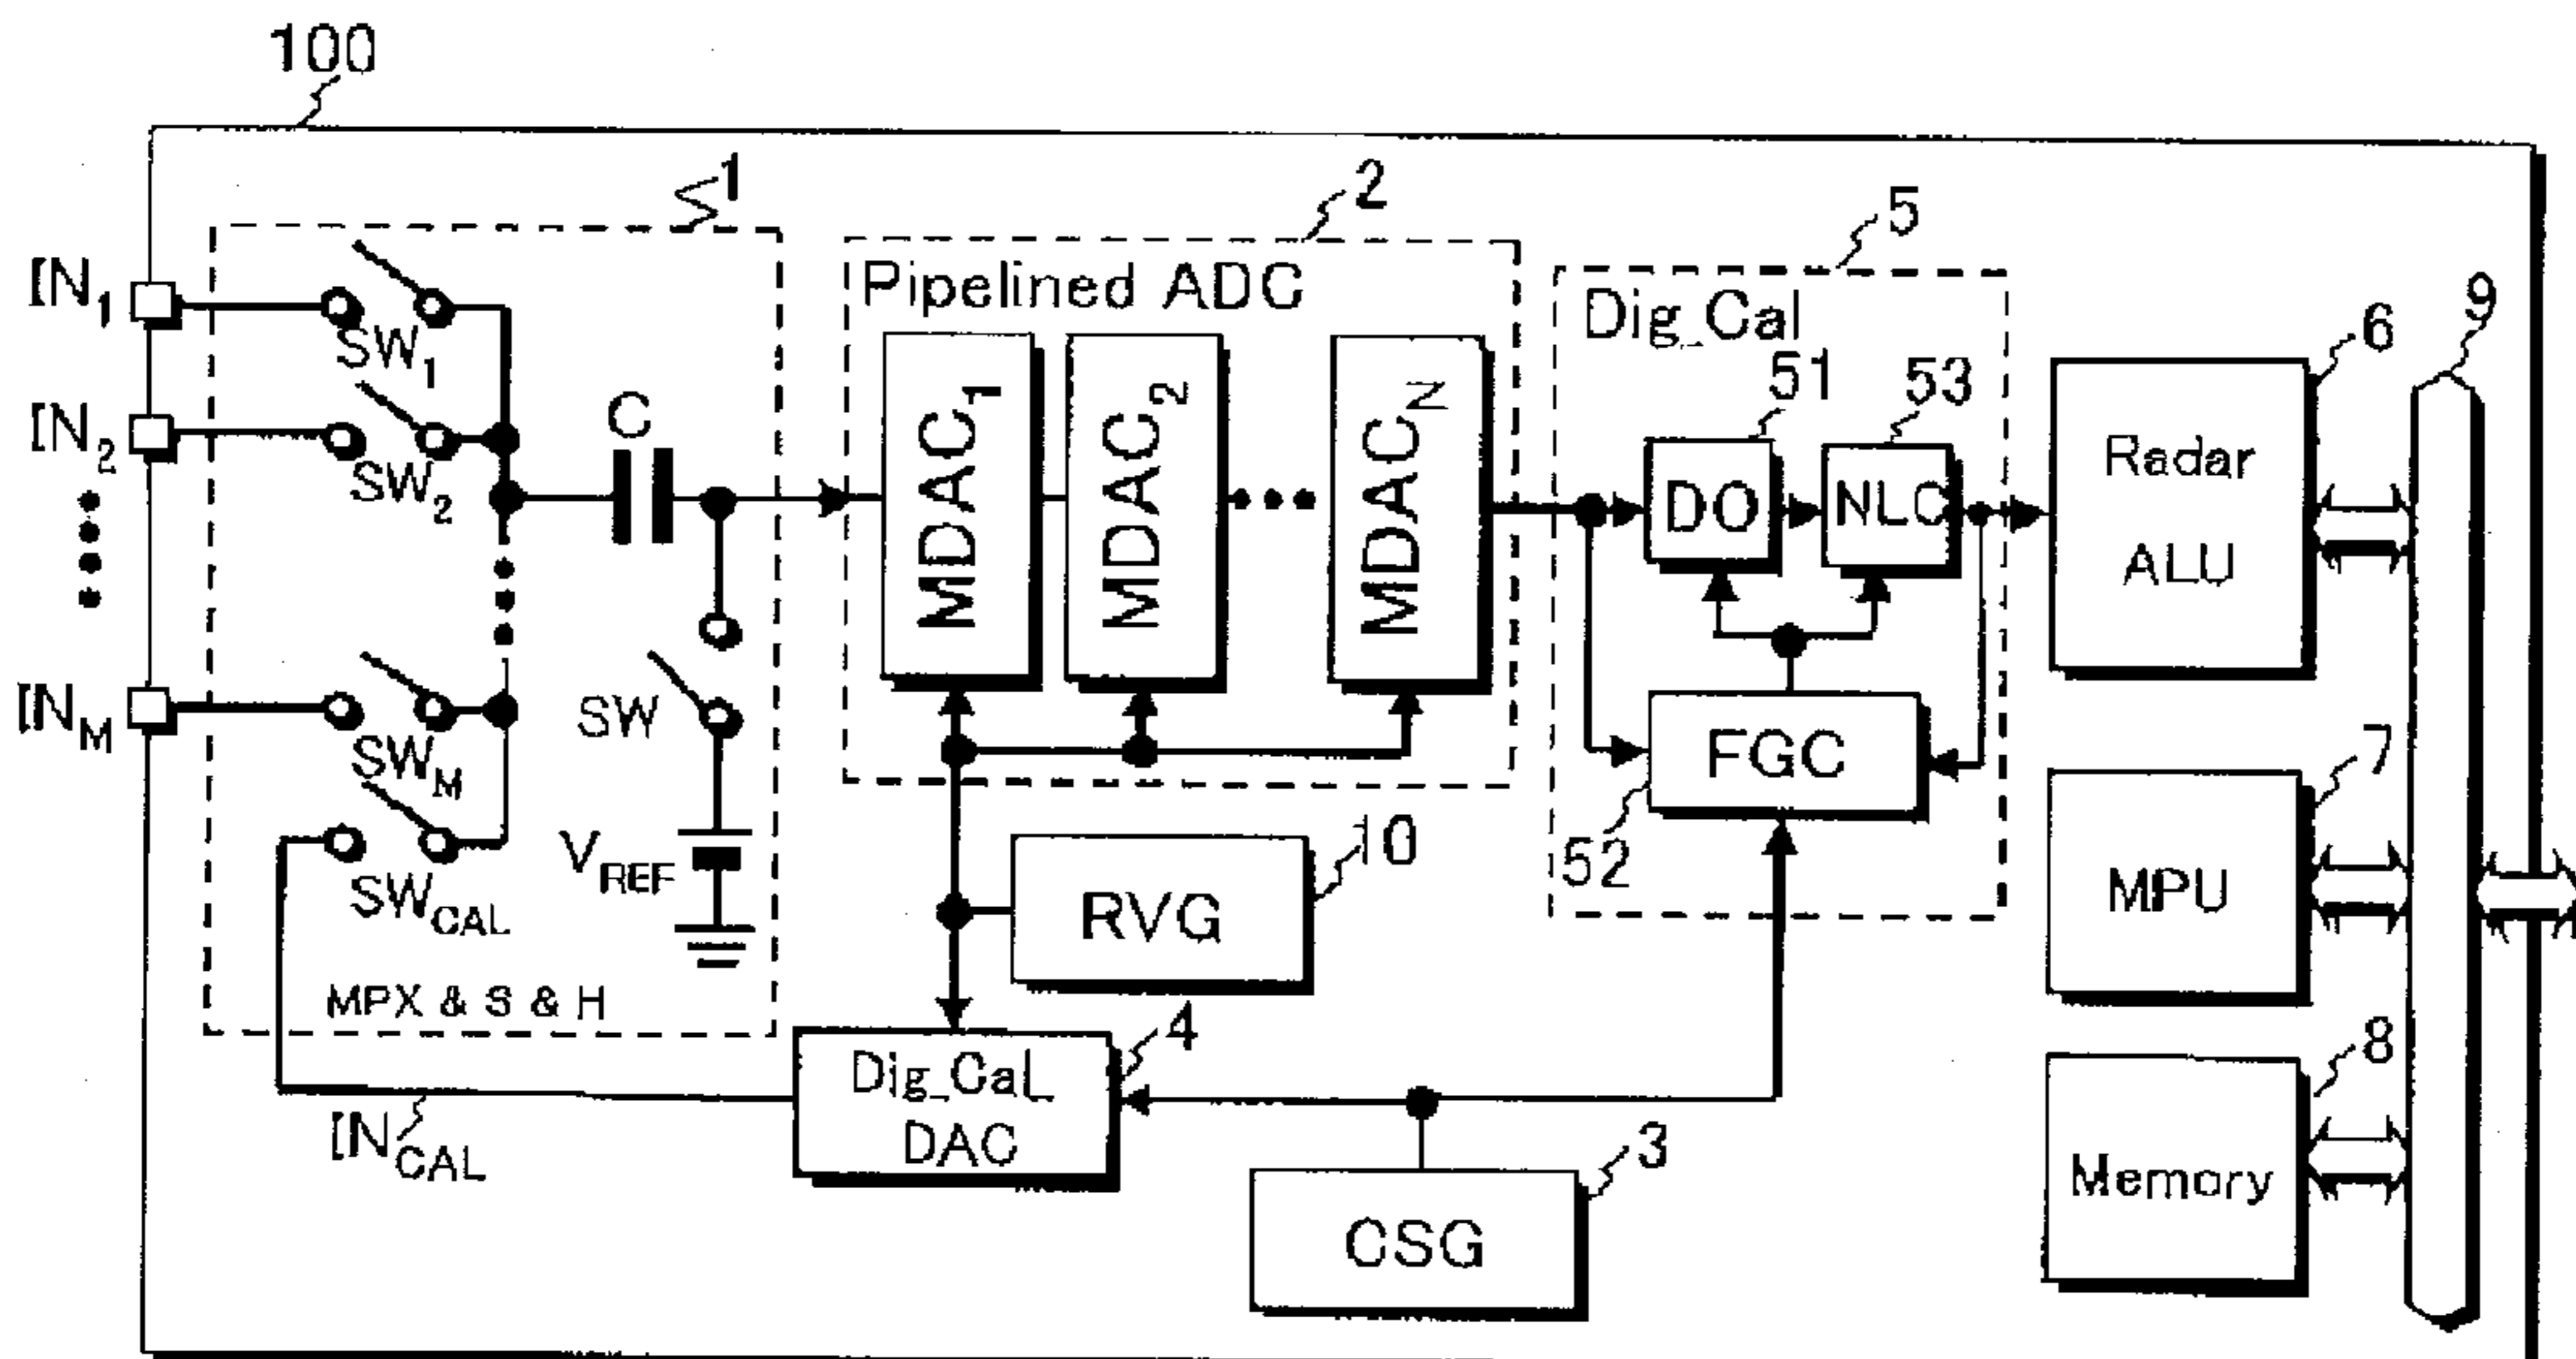 100
1
2
5
9
IN1
SW1
Pipelined ADC
Dig_Cal
6
MDAC1
MDAC2
MDACN
51
53
IN2
SW2
C
DO
NLC
Radar
ALU
INM
SWM
SW
FGC
52
7
MPU
VREF
SWCAL
RVG
10
MPX & S & H
Dig_Cal
DAC
4
INCAL
3
CSG
8
Memory